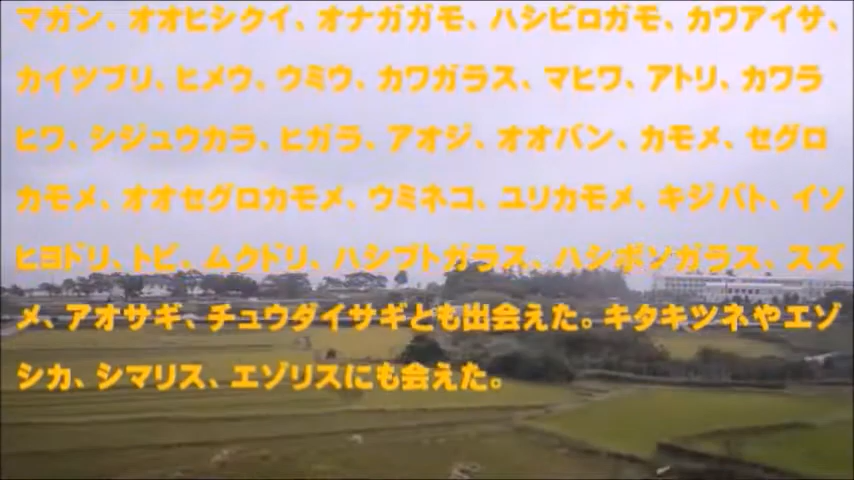 マガン、オオヒシクイ、オナガガモ、ハシビロガモ、カワアイサ、
カイツブリ、ヒメウ、ウミウ、カワガラス、マヒワ、アトリ、カワラ
ヒワ、シジュウカラ、ヒガラ、アオジ、オオバン、カモメ、セグロ
カモメ、オオセグロカモメ、ウミネコ、ユリカモメ、キジバト、イソ
ヒヨドリ、トビ、ムクドリ、ハシブトガラス、ハシボソガラス、スズ
メ、アオサギ、チュウダイサギとも出会えた。キタキツネやエゾ
シカ、シマリス、エゾリスにも会えた。